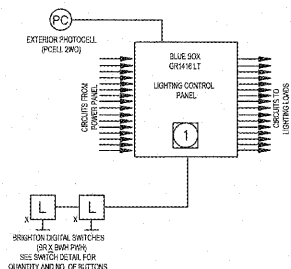 PC
EXTERIOR PHOTOCELL
(PCELL 2WO)
BLUE BOX
GR1416 LT
LIGHTING CONTROL
PANEL
1
CIRCUITS FROM
POWER PANEL
CIRCUITS TO
LIGHTING LOADS
L L
X X
BRIGHTON DIGITAL SWITCHES
(BR X BWH PWH)
SEE SWITCH DETAIL FOR
QUANTITY AND NO. OF BUTTONS